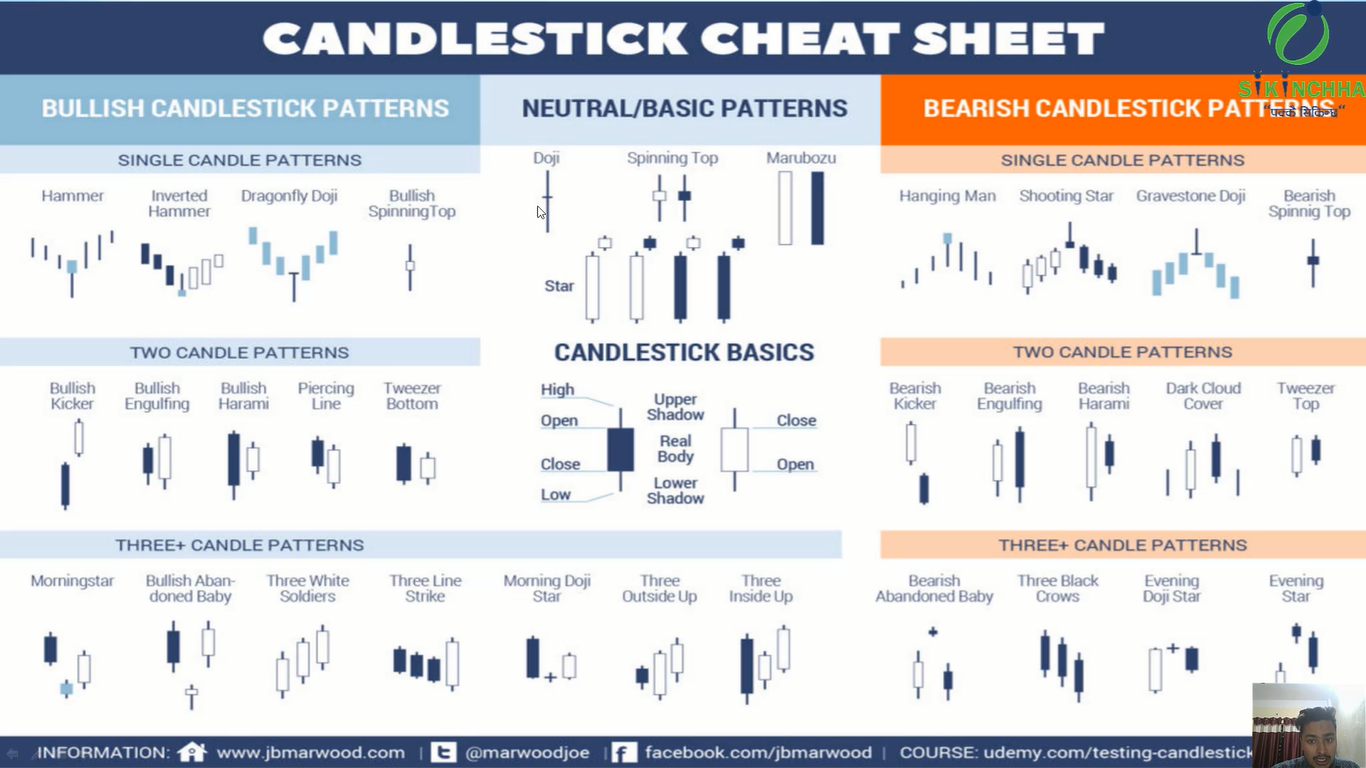 CANDLESTICK CHEAT SHEET
SIKINCHHA
BULLISH CANDLESTICK PATTERNS
NEUTRAL/BASIC PATTERNS
BEARISH CANDLESTICK PATTERNS
SINGLE CANDLE PATTERNS
Hammer
Inverted
Hammer
Dragonfly Doji
Bullish
SpinningTop
Doji
Spinning Top
Marubozu
Star
SINGLE CANDLE PATTERNS
Hanging Man
Shooting Star
Gravestone Doji
Bearish
Spinnig Top
TWO CANDLE PATTERNS
Bullish
Kicker
Bullish
Engulfing
Bullish
Harami
Piercing
Line
Tweezer
Bottom
CANDLESTICK BASICS
High
Open
Close
Low
Upper
Shadow
Real
Body
Lower
Shadow
Close
Open
TWO CANDLE PATTERNS
Bearish
Kicker
Bearish
Engulfing
Bearish
Harami
Dark Cloud
Cover
Tweezer
Top
THREE+ CANDLE PATTERNS
Morningstar
Bullish Aban-
doned Baby
Three White
Soldiers
Three Line
Strike
Morning Doji
Star
Three
Outside Up
Three
Inside Up
THREE+ CANDLE PATTERNS
Bearish
Abandoned Baby
Three Black
Crows
Evening
Doji Star
Evening
Star
INFORMATION: www.jbmarwood.com | @marwoodjoe | facebook.com/jbmarwood | COURSE: udemy.com/testing-candlestick